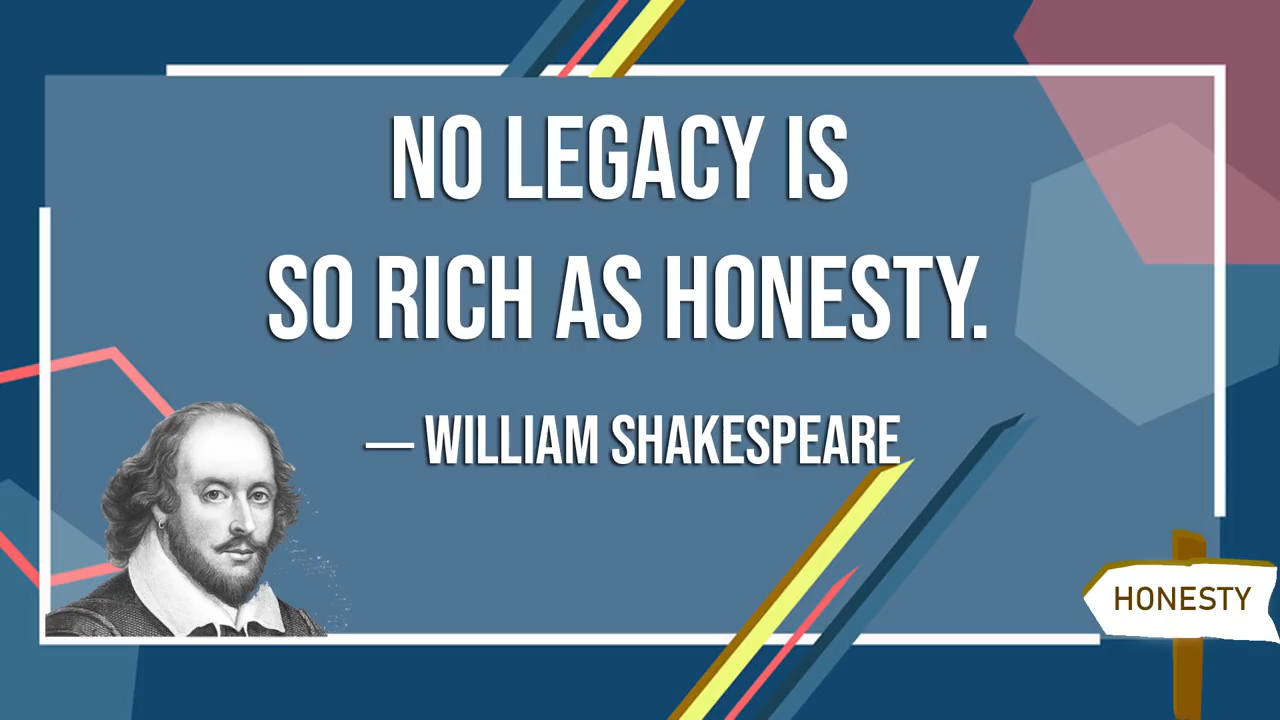 NO LEGACY IS
SO RICH AS HONESTY.
— WILLIAM SHAKESPEARE
HONESTY